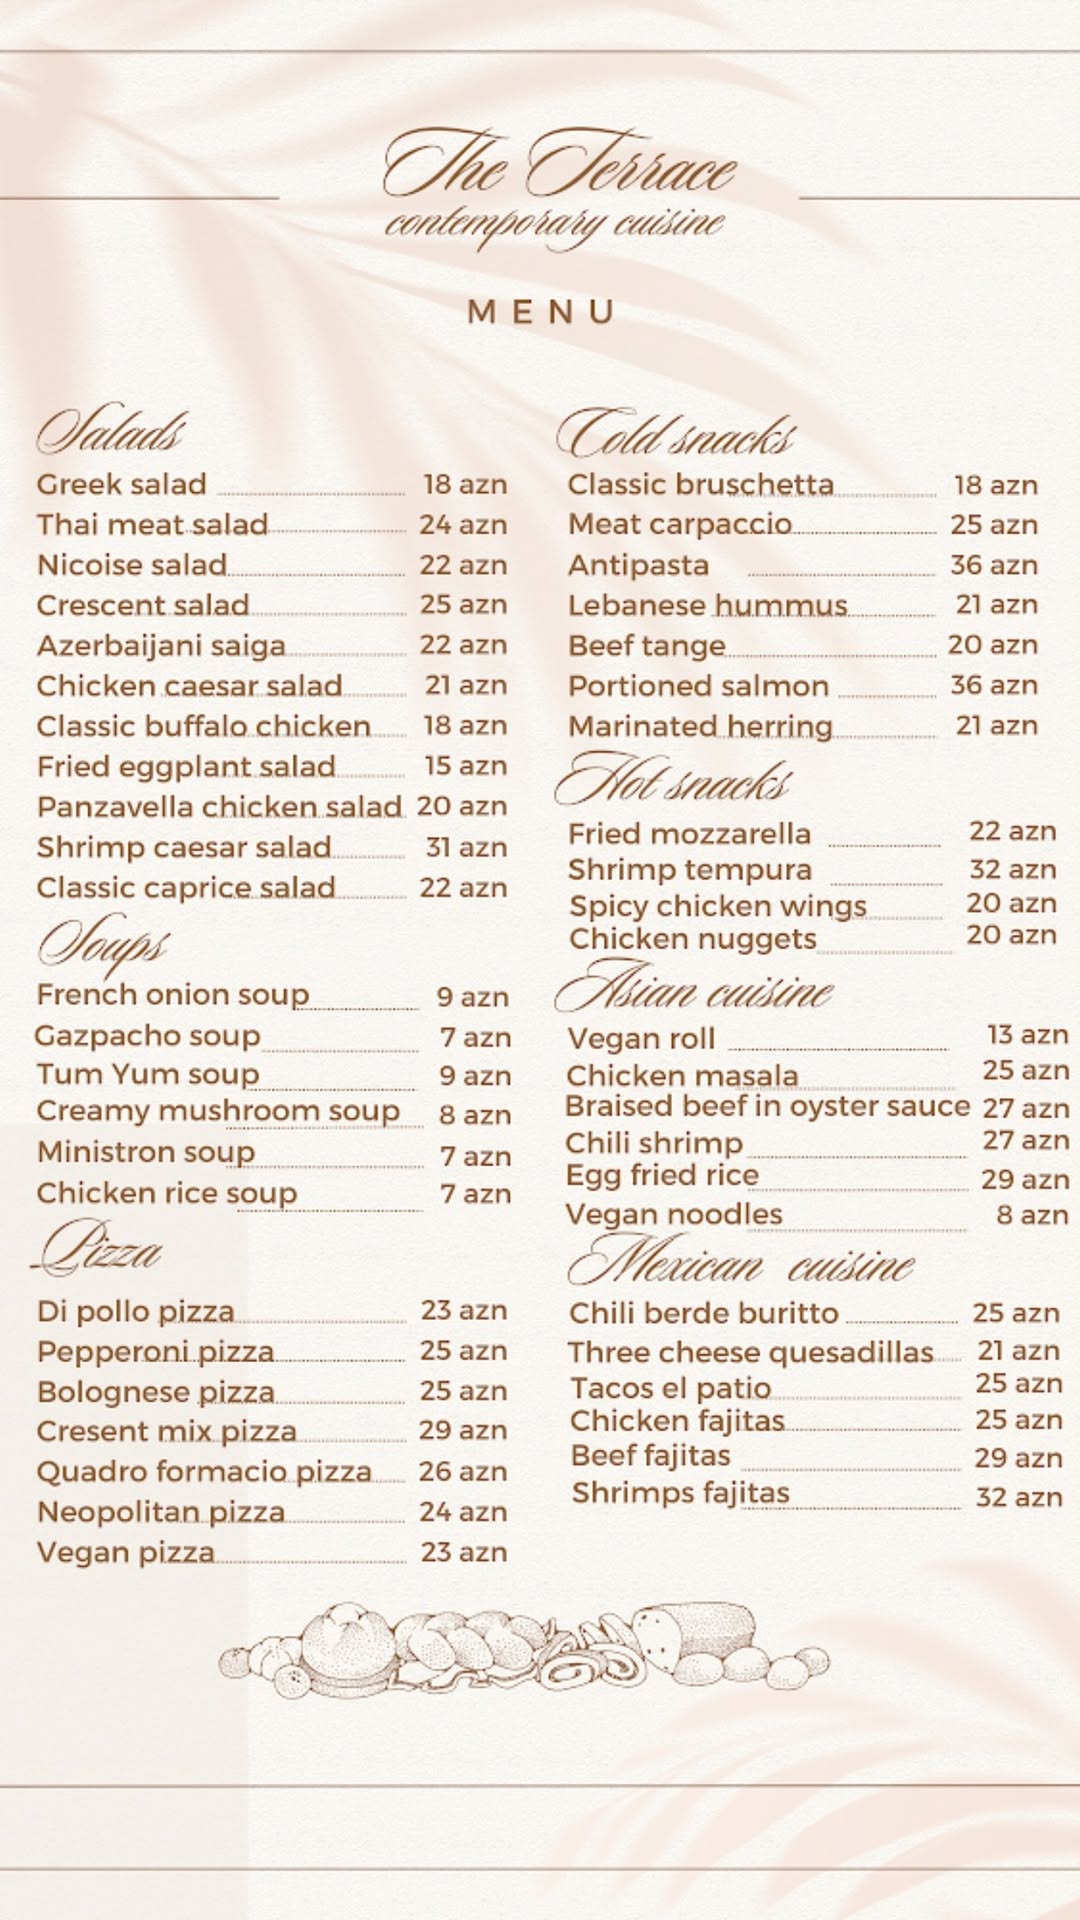 The Terrace
contemporary cuisine
MENU
Salads
Greek salad 18 azn
Thai meat salad 24 azn
Nicoise salad 22 azn
Crescent salad 25 azn
Azerbaijani saiga 22 azn
Chicken caesar salad 21 azn
Classic buffalo chicken 18 azn
Fried eggplant salad 15 azn
Panzavella chicken salad 20 azn
Shrimp caesar salad 31 azn
Classic caprice salad 22 azn
Soups
French onion soup 9 azn
Gazpacho soup 7 azn
Tum Yum soup 9 azn
Creamy mushroom soup 8 azn
Ministron soup 7 azn
Chicken rice soup 7 azn
Pizza
Di pollo pizza 23 azn
Pepperoni pizza 25 azn
Bolognese pizza 25 azn
Cresent mix pizza 29 azn
Quadro formacio pizza 26 azn
Neopolitan pizza 24 azn
Vegan pizza 23 azn
Cold snacks
Classic bruschetta 18 azn
Meat carpaccio 25 azn
Antipasta 36 azn
Lebanese hummus 21 azn
Beef tange 20 azn
Portioned salmon 36 azn
Marinated herring 21 azn
Hot snacks
Fried mozzarella 22 azn
Shrimp tempura 32 azn
Spicy chicken wings 20 azn
Chicken nuggets 20 azn
Asian cuisine
Vegan roll 13 azn
Chicken masala 25 azn
Braised beef in oyster sauce 27 azn
Chili shrimp 27 azn
Egg fried rice 29 azn
Vegan noodles 8 azn
Mexican cuisine
Chili berde buritto 25 azn
Three cheese quesadillas 21 azn
Tacos el patio 25 azn
Chicken fajitas 25 azn
Beef fajitas 29 azn
Shrimps fajitas 32 azn